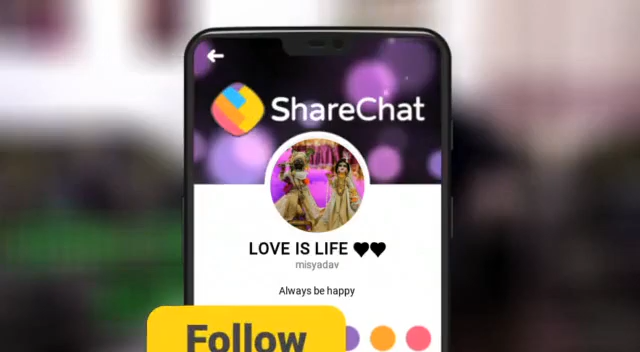 ShareChat
LOVE IS LIFE 🖤🖤
misyadav
Always be happy
Follow